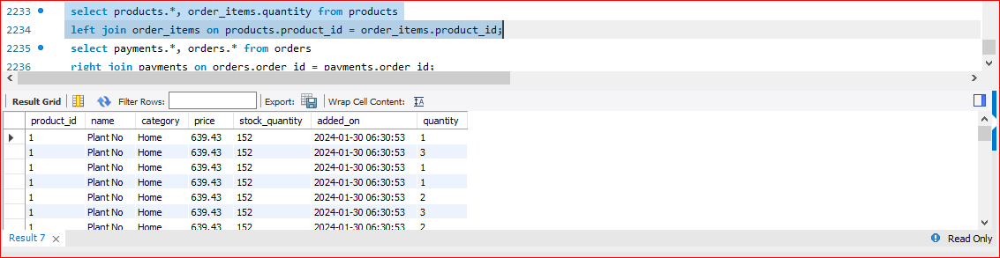 2233 select products.*, order_items.quantity from products
2234 left join order_items on products.product_id = order_items.product_id;
2235 select payments.*, orders.* from orders
2236 right join payments on orders.order_id = payments.order_id;
Result Grid Filter Rows: Export: Wrap Cell Content:
product_id name category price stock_quantity added_on quantity
1 Plant No Home 639.43 152 2024-01-30 06:30:53 1
1 Plant No Home 639.43 152 2024-01-30 06:30:53 3
1 Plant No Home 639.43 152 2024-01-30 06:30:53 1
1 Plant No Home 639.43 152 2024-01-30 06:30:53 1
1 Plant No Home 639.43 152 2024-01-30 06:30:53 2
1 Plant No Home 639.43 152 2024-01-30 06:30:53 3
1 Plant No Home 639.43 152 2024-01-30 06:30:53 2
Result 7 Read Only